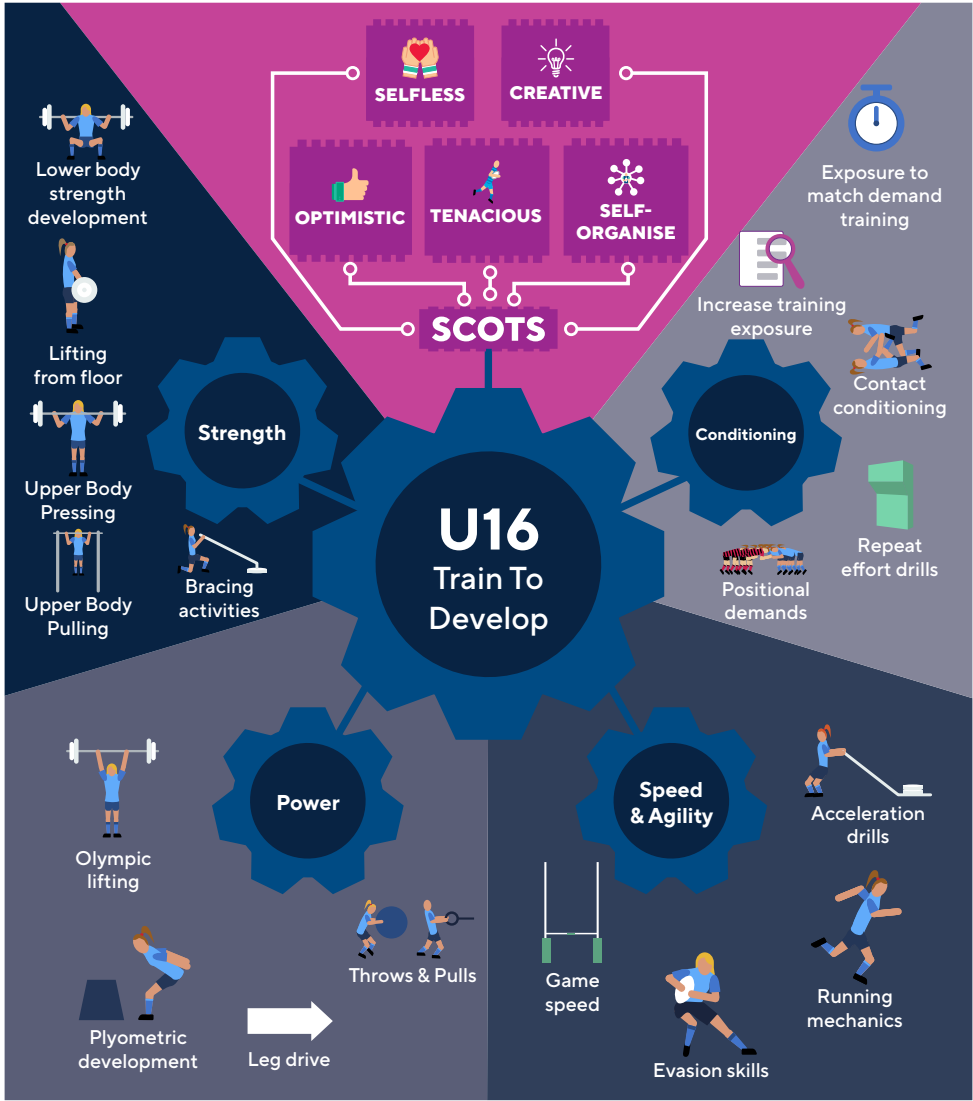 SELFLESS
CREATIVE
OPTIMISTIC
TENACIOUS
SELF-
ORGANISE
SCOTS
Lower body
strength
development
Lifting
from floor
Upper Body
Pressing
Upper Body
Pulling
Bracing
activities
Strength
Exposure to
match demand
training
Increase training
exposure
Contact
conditioning
Repeat
effort drills
Positional
demands
Conditioning
U16
Train To
Develop
Power
Olympic
lifting
Throws & Pulls
Plyometric
development
Leg drive
Speed
& Agility
Acceleration
drills
Game
speed
Running
mechanics
Evasion skills